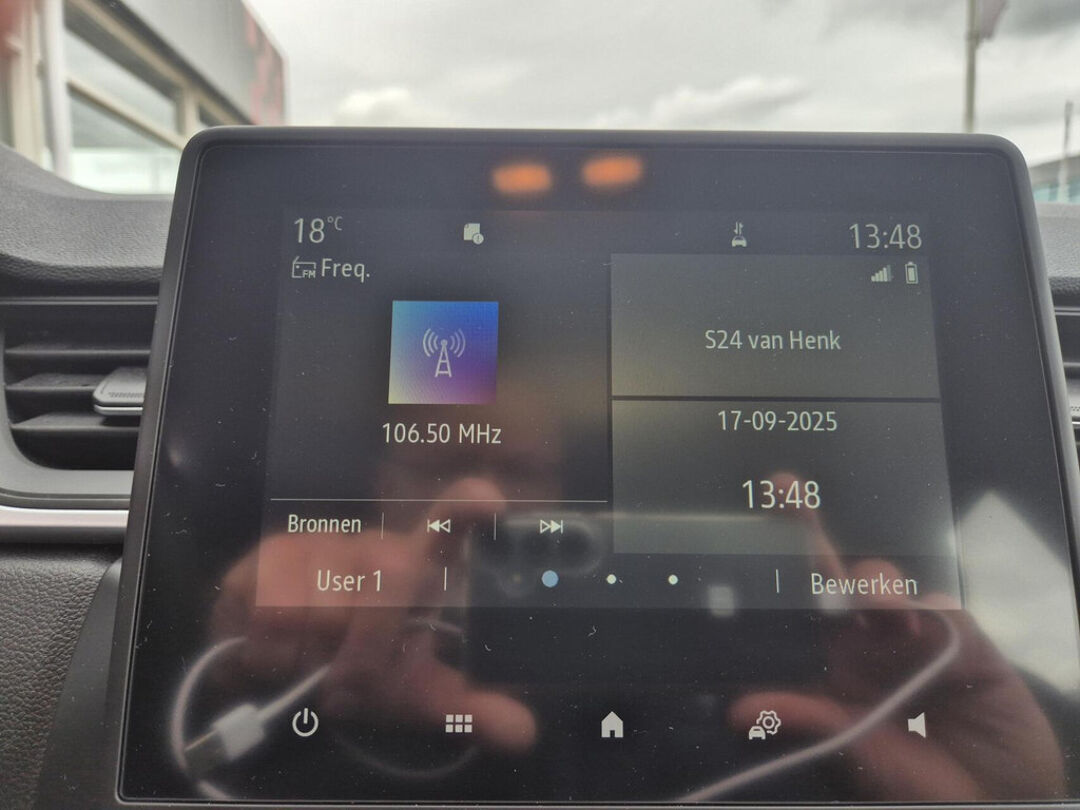 18°C
13:48
FM Freq.
S24 van Henk
106.50 MHz
17-09-2025
13:48
Bronnen
User 1
Bewerken